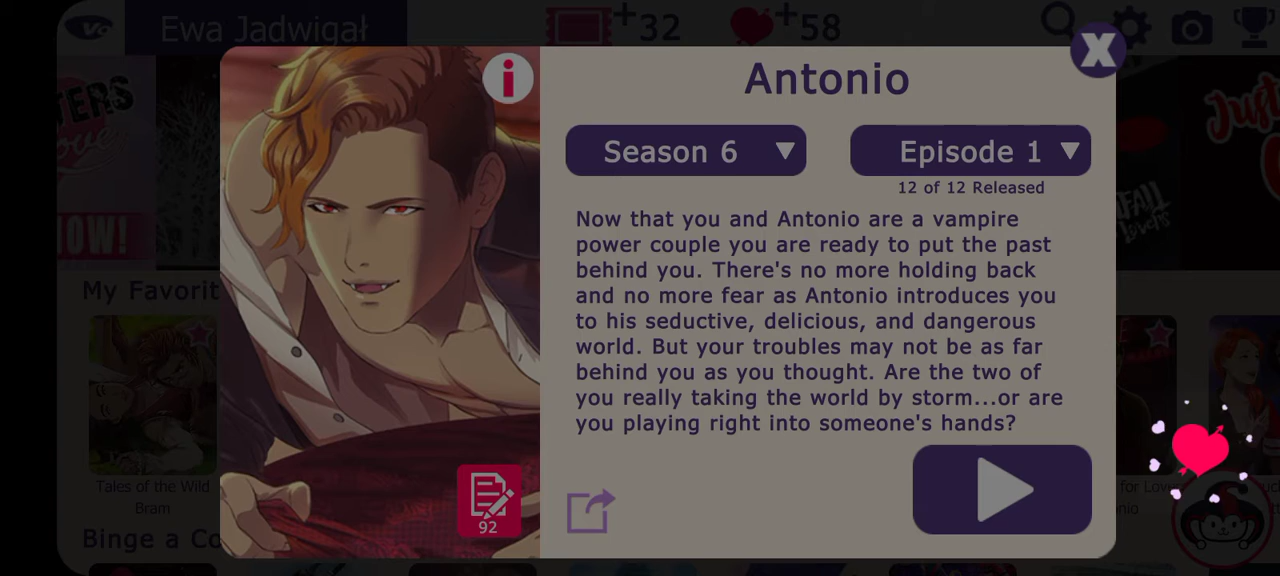 Ewa Jadwigał
+32
+58
Antonio
Season 6
Episode 1
12 of 12 Released
Now that you and Antonio are a vampire
power couple you are ready to put the past
behind you. There's no more holding back
and no more fear as Antonio introduces you
to his seductive, delicious, and dangerous
world. But your troubles may not be as far
behind you as you thought. Are the two of
you really taking the world by storm...or are
you playing right into someone's hands?
92
My Favorit
Tales of the Wild
Bram
Binge a Co